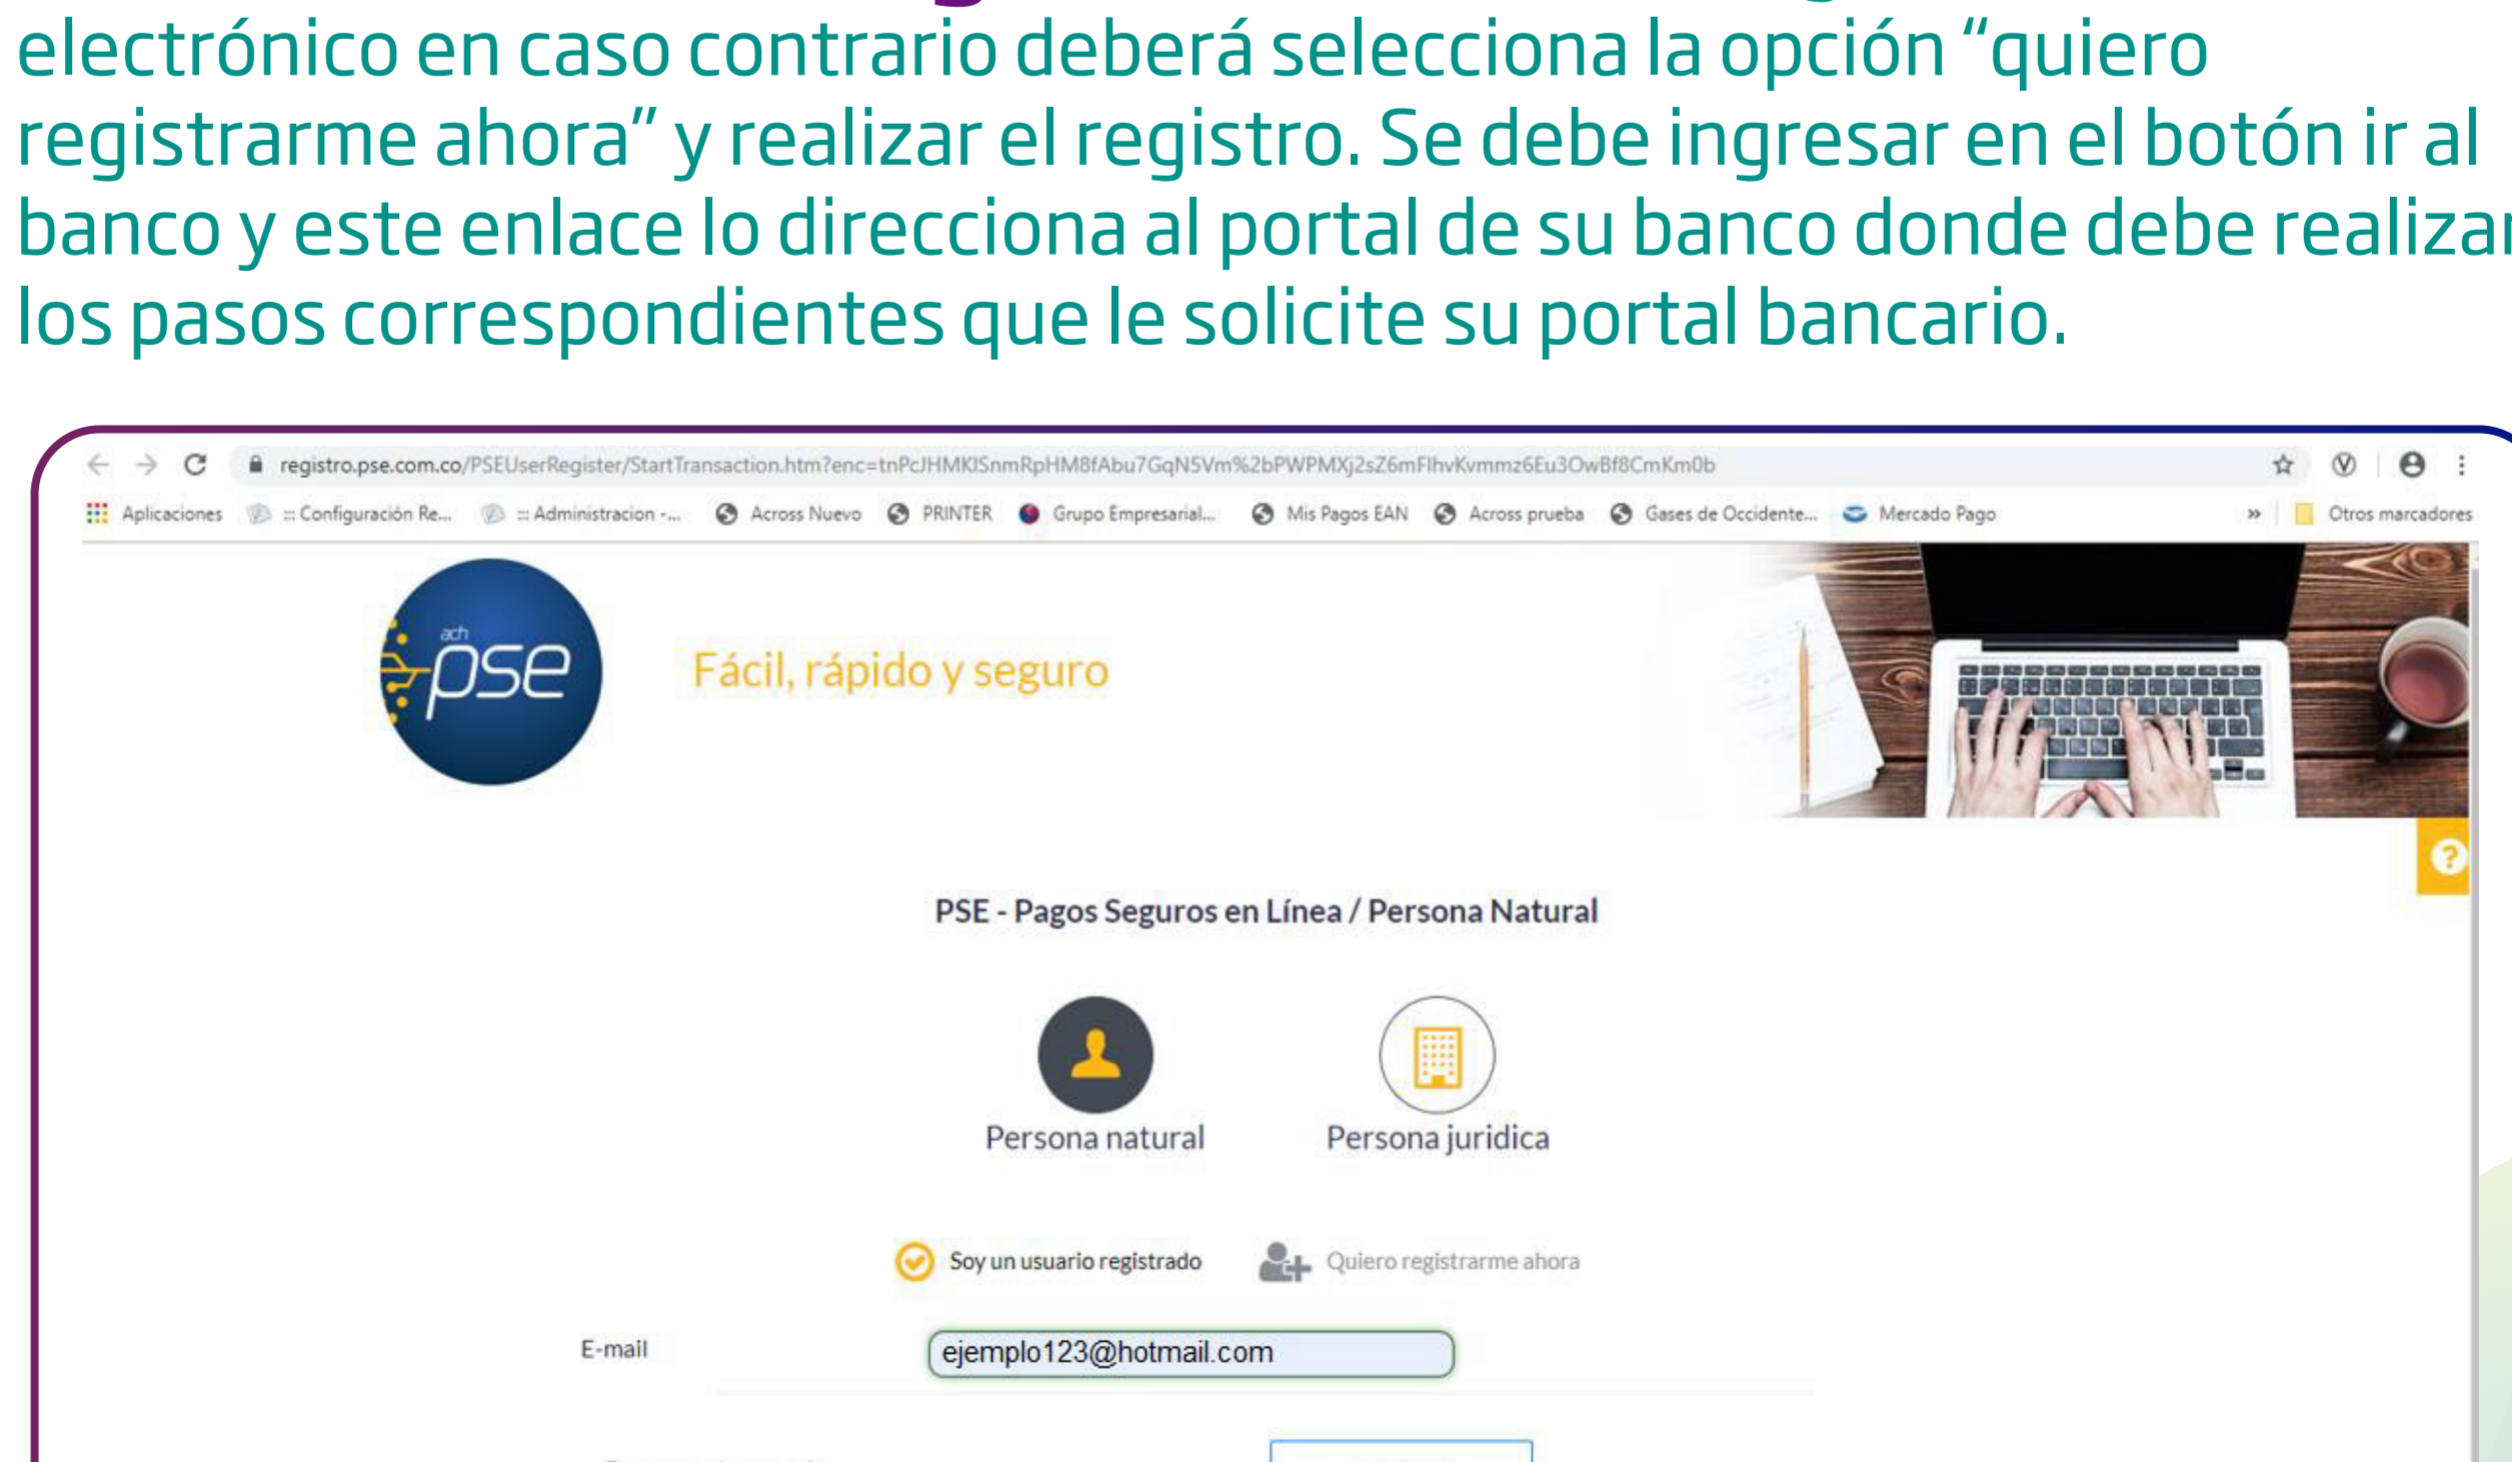 electrónico en caso contrario deberá selecciona la opción “quiero
registrarme ahora” y realizar el registro. Se debe ingresar en el botón ir al
banco y este enlace lo direcciona al portal de su banco donde debe realizar
los pasos correspondientes que le solicite su portal bancario.
registro.pse.com.co/PSEUserRegister/StartTransaction.htm?enc=tnPcJHMKISnmRpHM8fAbu7GqN5Vm%2bPWPMXj2sZ6mFIhvKvmmz6Eu3OwBf8CmKm0b
Aplicaciones ::: Configuración Re... ::: Administracion -... Across Nuevo PRINTER Grupo Empresarial... Mis Pagos EAN Across prueba Gases de Occidente... Mercado Pago » Otros marcadores
ach
pse
Fácil, rápido y seguro
?
PSE - Pagos Seguros en Línea / Persona Natural
Persona natural Persona juridica
Soy un usuario registrado Quiero registrarme ahora
E-mail ejemplo123@hotmail.com